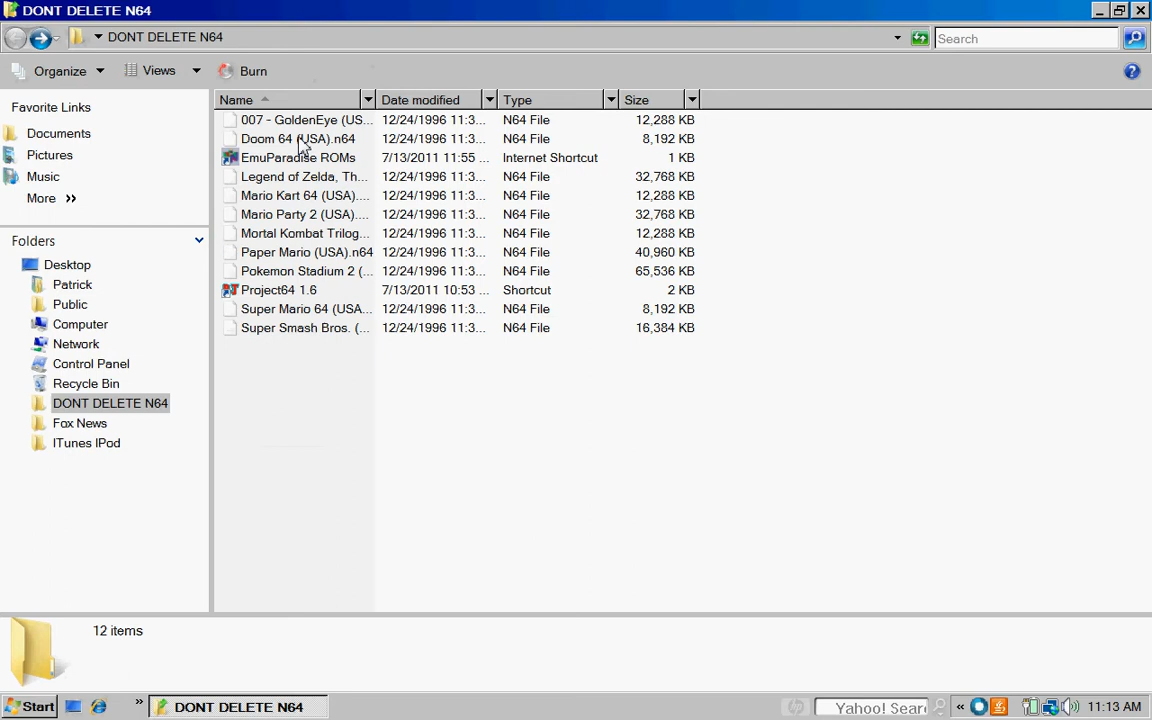 DONT DELETE N64
DONT DELETE N64
Search
Organize Views Burn
Favorite Links
Documents
Pictures
Music
More »
Folders
Desktop
Patrick
Public
Computer
Network
Control Panel
Recycle Bin
DONT DELETE N64
Fox News
ITunes IPod
Name Date modified Type Size
007 - GoldenEye (US... 12/24/1996 11:3... N64 File 12,288 KB
Doom 64 (USA).n64 12/24/1996 11:3... N64 File 8,192 KB
EmuParadise ROMs 7/13/2011 11:55 ... Internet Shortcut 1 KB
Legend of Zelda, Th... 12/24/1996 11:3... N64 File 32,768 KB
Mario Kart 64 (USA).... 12/24/1996 11:3... N64 File 12,288 KB
Mario Party 2 (USA).... 12/24/1996 11:3... N64 File 32,768 KB
Mortal Kombat Trilog... 12/24/1996 11:3... N64 File 12,288 KB
Paper Mario (USA).n64 12/24/1996 11:3... N64 File 40,960 KB
Pokemon Stadium 2 (... 12/24/1996 11:3... N64 File 65,536 KB
Project64 1.6 7/13/2011 10:53 ... Shortcut 2 KB
Super Mario 64 (USA... 12/24/1996 11:3... N64 File 8,192 KB
Super Smash Bros. (... 12/24/1996 11:3... N64 File 16,384 KB
12 items
Start » DONT DELETE N64 Yahoo! Sear « 11:13 AM